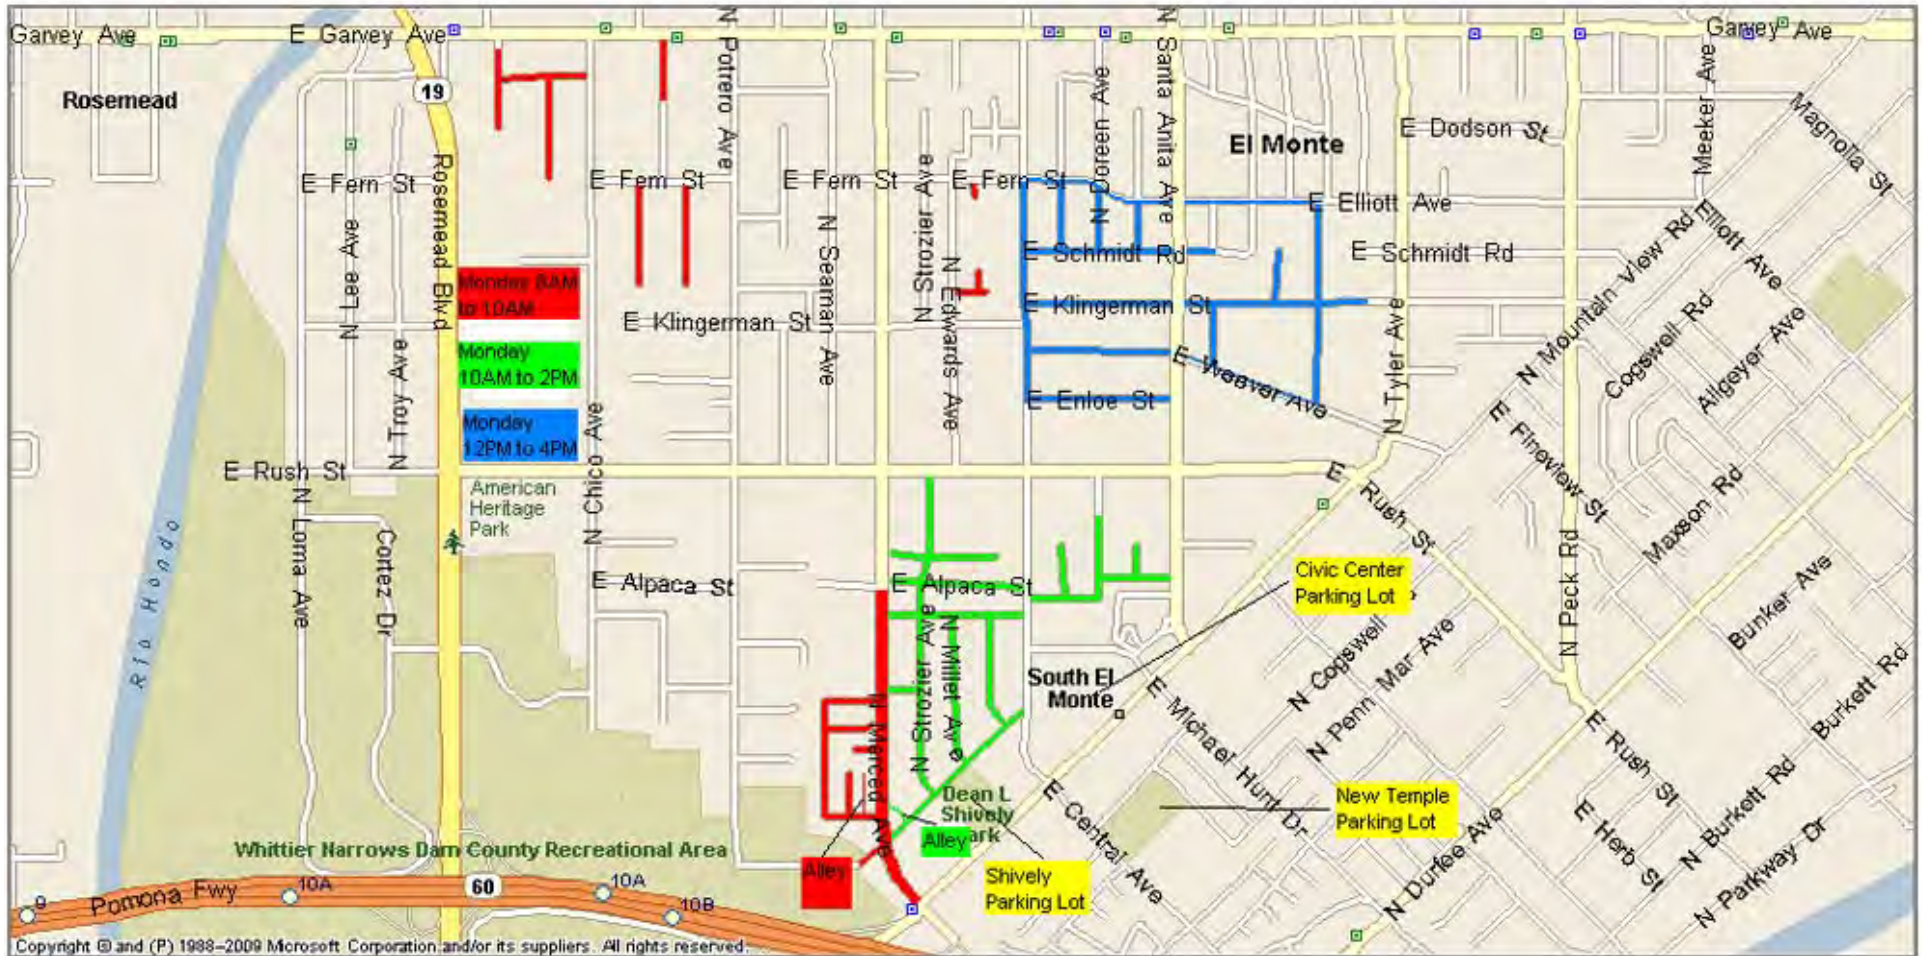 Garvey Ave
E Garvey Ave
Garvey Ave
Rosemead
19
N Potrero Ave
N Doreen Ave
N Santa Anita Ave
El Monte
E Dodson St
Meeker Ave
Magnolia St
E Fern St
E Fern St
E Fern St
E Fern St
E Elliott Ave
Elliott Ave
Rosemead Blvd
N Lee Ave
N Troy Ave
N Seaman Ave
N Strozier Ave
N Edwards Ave
E Schmidt Rd
E Schmidt Rd
Monday 8AM
to 10AM
E Klingerman St
E Klingerman St
Monday
10AM to 2PM
Monday
12PM to 4PM
E Weaver Ave
E Enloe St
N Tyler Ave
N Mountain View Rd
Cogswell Rd
Allgeyer Ave
E Fineview St
Maxson Rd
E Rush St
N Chico Ave
American
Heritage
Park
E Rush St
N Peck Rd
N Loma Ave
Cortez Dr
Rio Hondo
E Alpaca St
E Alpaca St
Civic Center
Parking Lot
Bunker Ave
Burkett Rd
N Strozier Ave
N Millet Ave
N Merced Ave
South El
Monte
N Cogswell
N Penn Mar Ave
E Michael Hunt Dr
E Rush St
N Burkett Rd
E Herb St
N Parkway Dr
N Durfee Ave
New Temple
Parking Lot
E Central Ave
Dean L
Shively
Park
Alley
Alley
Shively
Parking Lot
Whittier Narrows Dam County Recreational Area
Pomona Fwy
9
10A
60
10A
10B
Copyright © and (P) 1988–2009 Microsoft Corporation and/or its suppliers. All rights reserved.